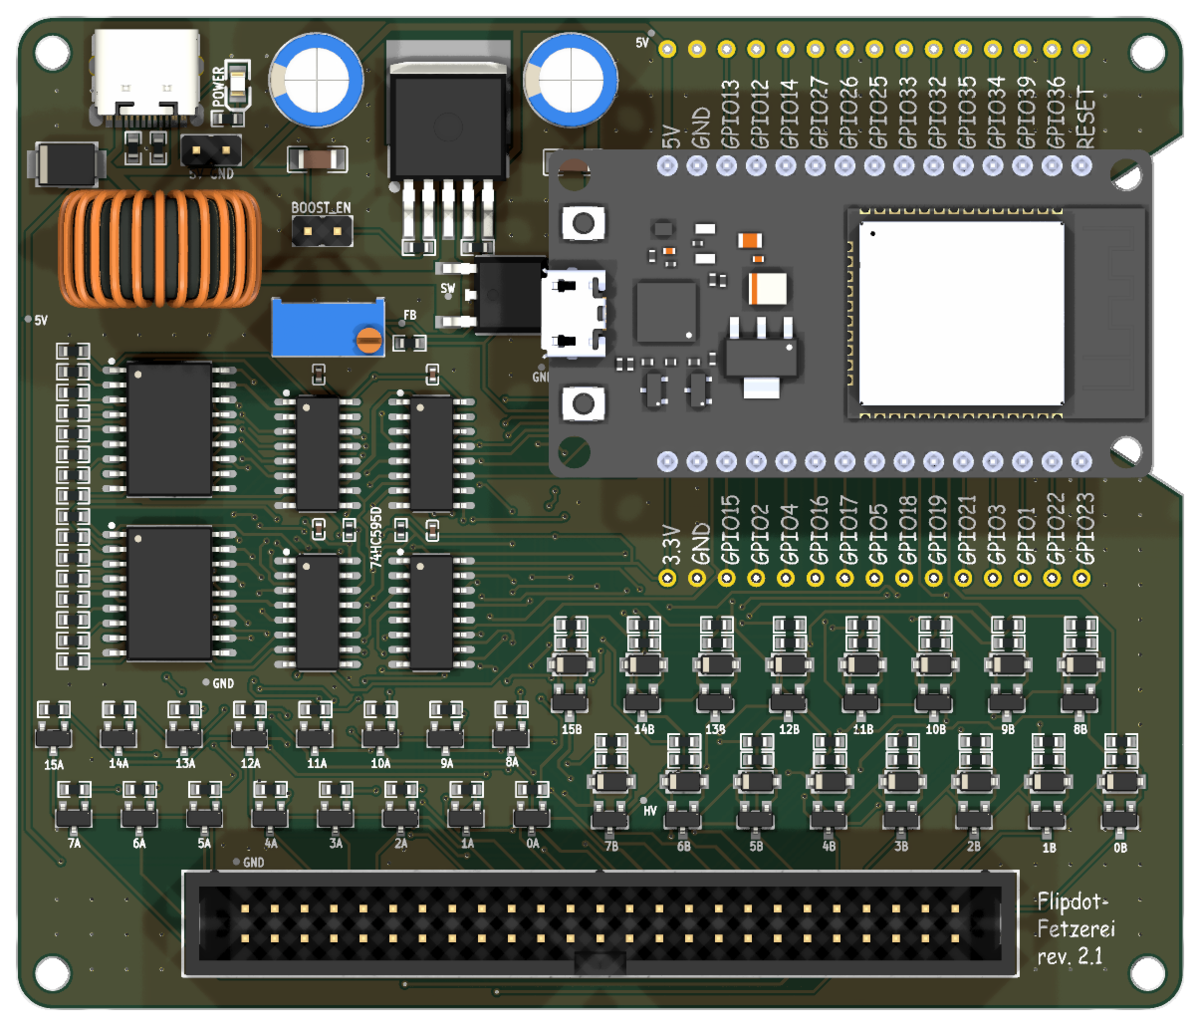 5V
POWER
5V GND
BOOST_EN
SW
FB
5V
GND
5V
GND
GPIO13
GPIO12
GPIO14
GPIO27
GPIO26
GPIO25
GPIO33
GPIO32
GPIO35
GPIO34
GPIO39
GPIO36
RESET
3.3V
GND
GPIO15
GPIO2
GPIO4
GPIO16
GPIO17
GPIO5
GPIO18
GPIO19
GPIO21
GPIO3
GPIO1
GPIO22
GPIO23
74HC595D
GND
15B 14B 13B 12B 11B 10B 9B 8B
15A 14A 13A 12A 11A 10A 9A 8A
HV
7A 6A 5A 4A 3A 2A 1A 0A
7B 6B 5B 4B 3B 2B 1B 0B
GND
Flipdot-
Fetzerei
rev. 2.1